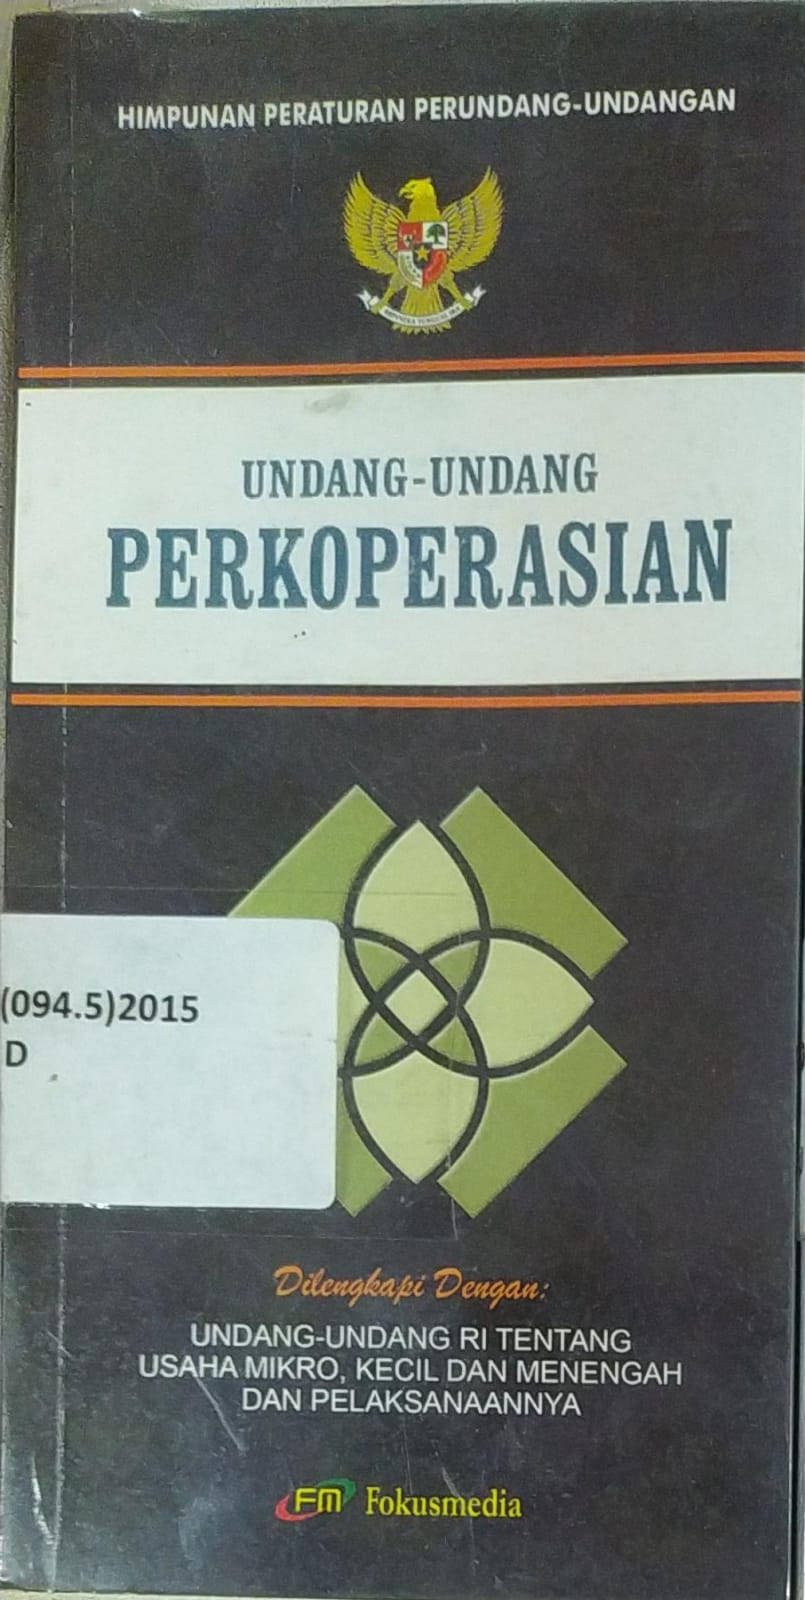 HIMPUNAN PERATURAN PERUNDANG-UNDANGAN
UNDANG-UNDANG
PERKOPERASIAN
(094.5)2015
D
Dilengkapi Dengan:
UNDANG-UNDANG RI TENTANG
USAHA MIKRO, KECIL DAN MENENGAH
DAN PELAKSANAANNYA
FM Fokusmedia